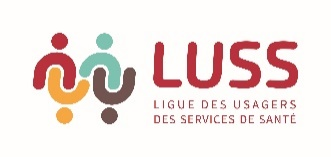 LUSS
LIGUE DES USAGERS
DES SERVICES DE SANTÉ